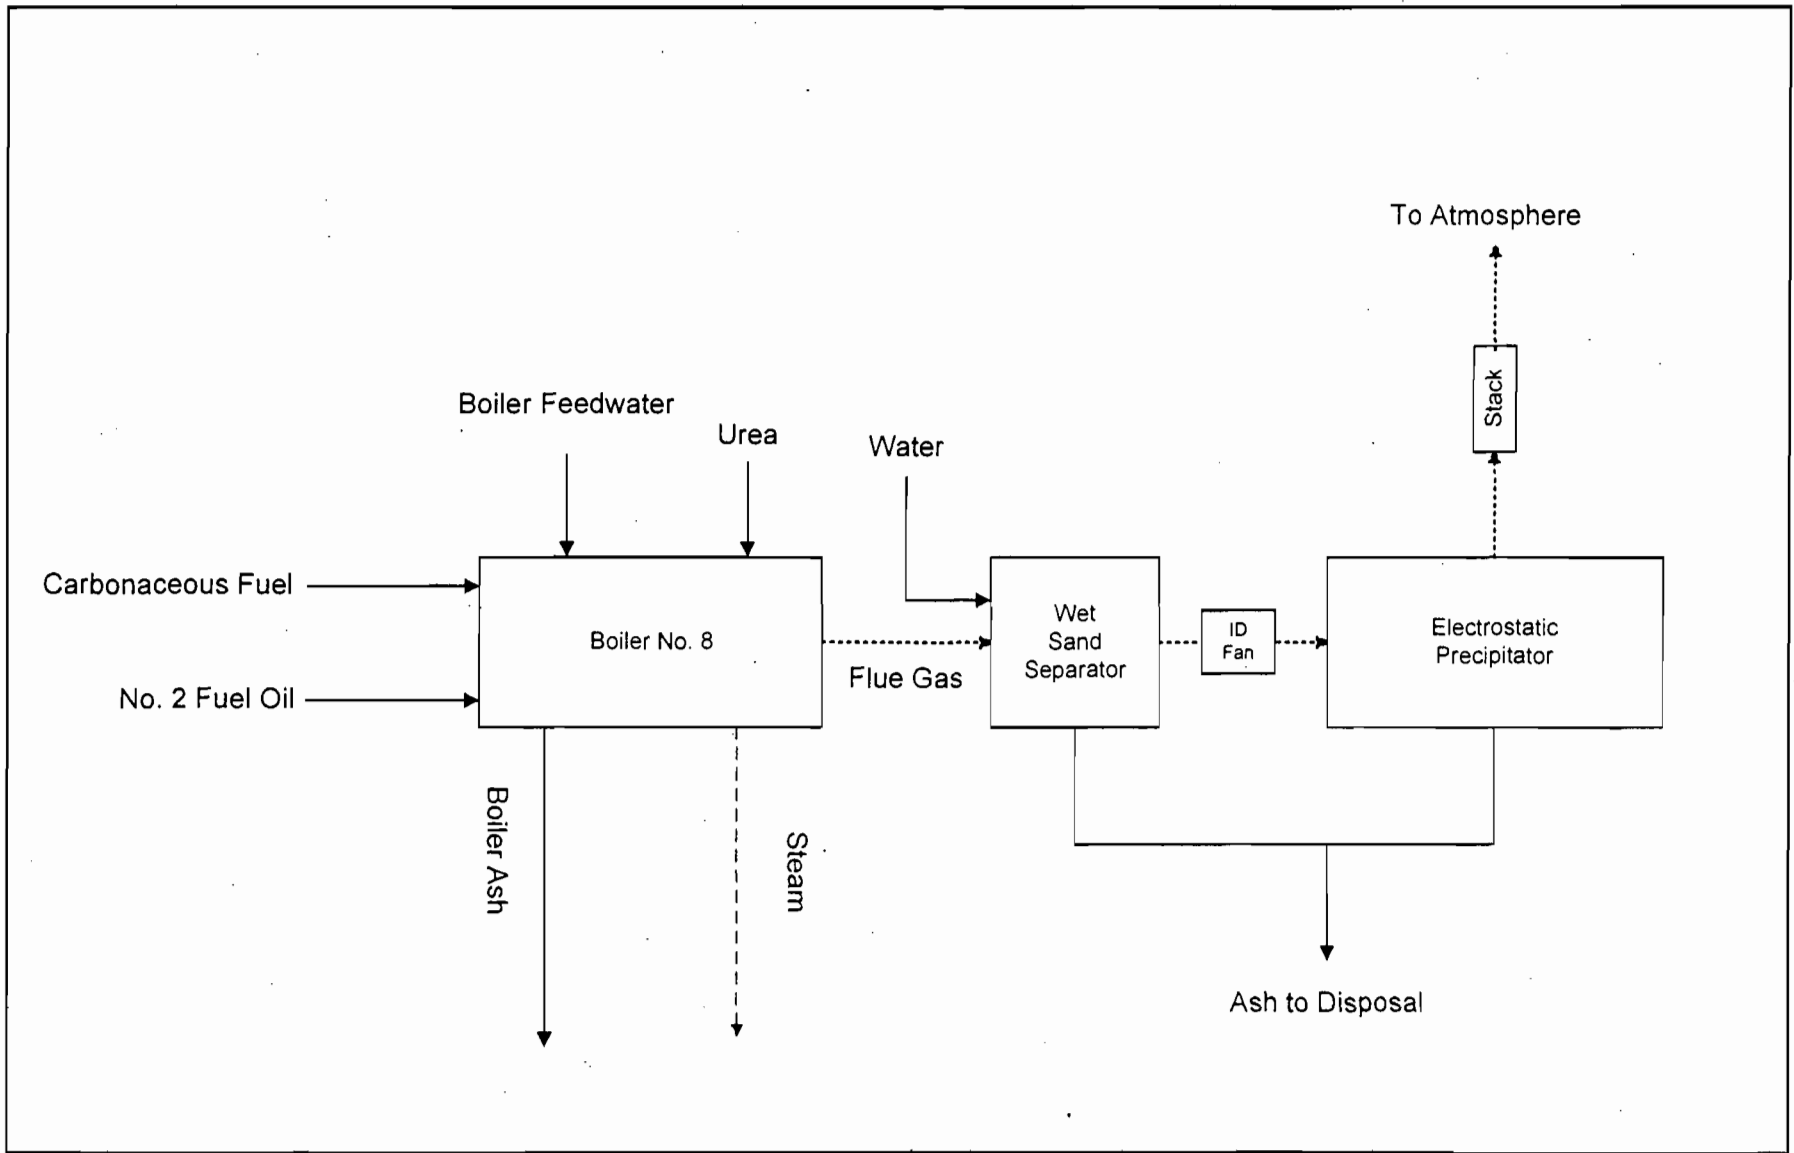 To Atmosphere
Stack
Boiler Feedwater
Urea
Water
Carbonaceous Fuel
No. 2 Fuel Oil
Boiler No. 8
Flue Gas
Wet
Sand
Separator
ID
Fan
Electrostatic
Precipitator
Boiler Ash
Steam
Ash to Disposal